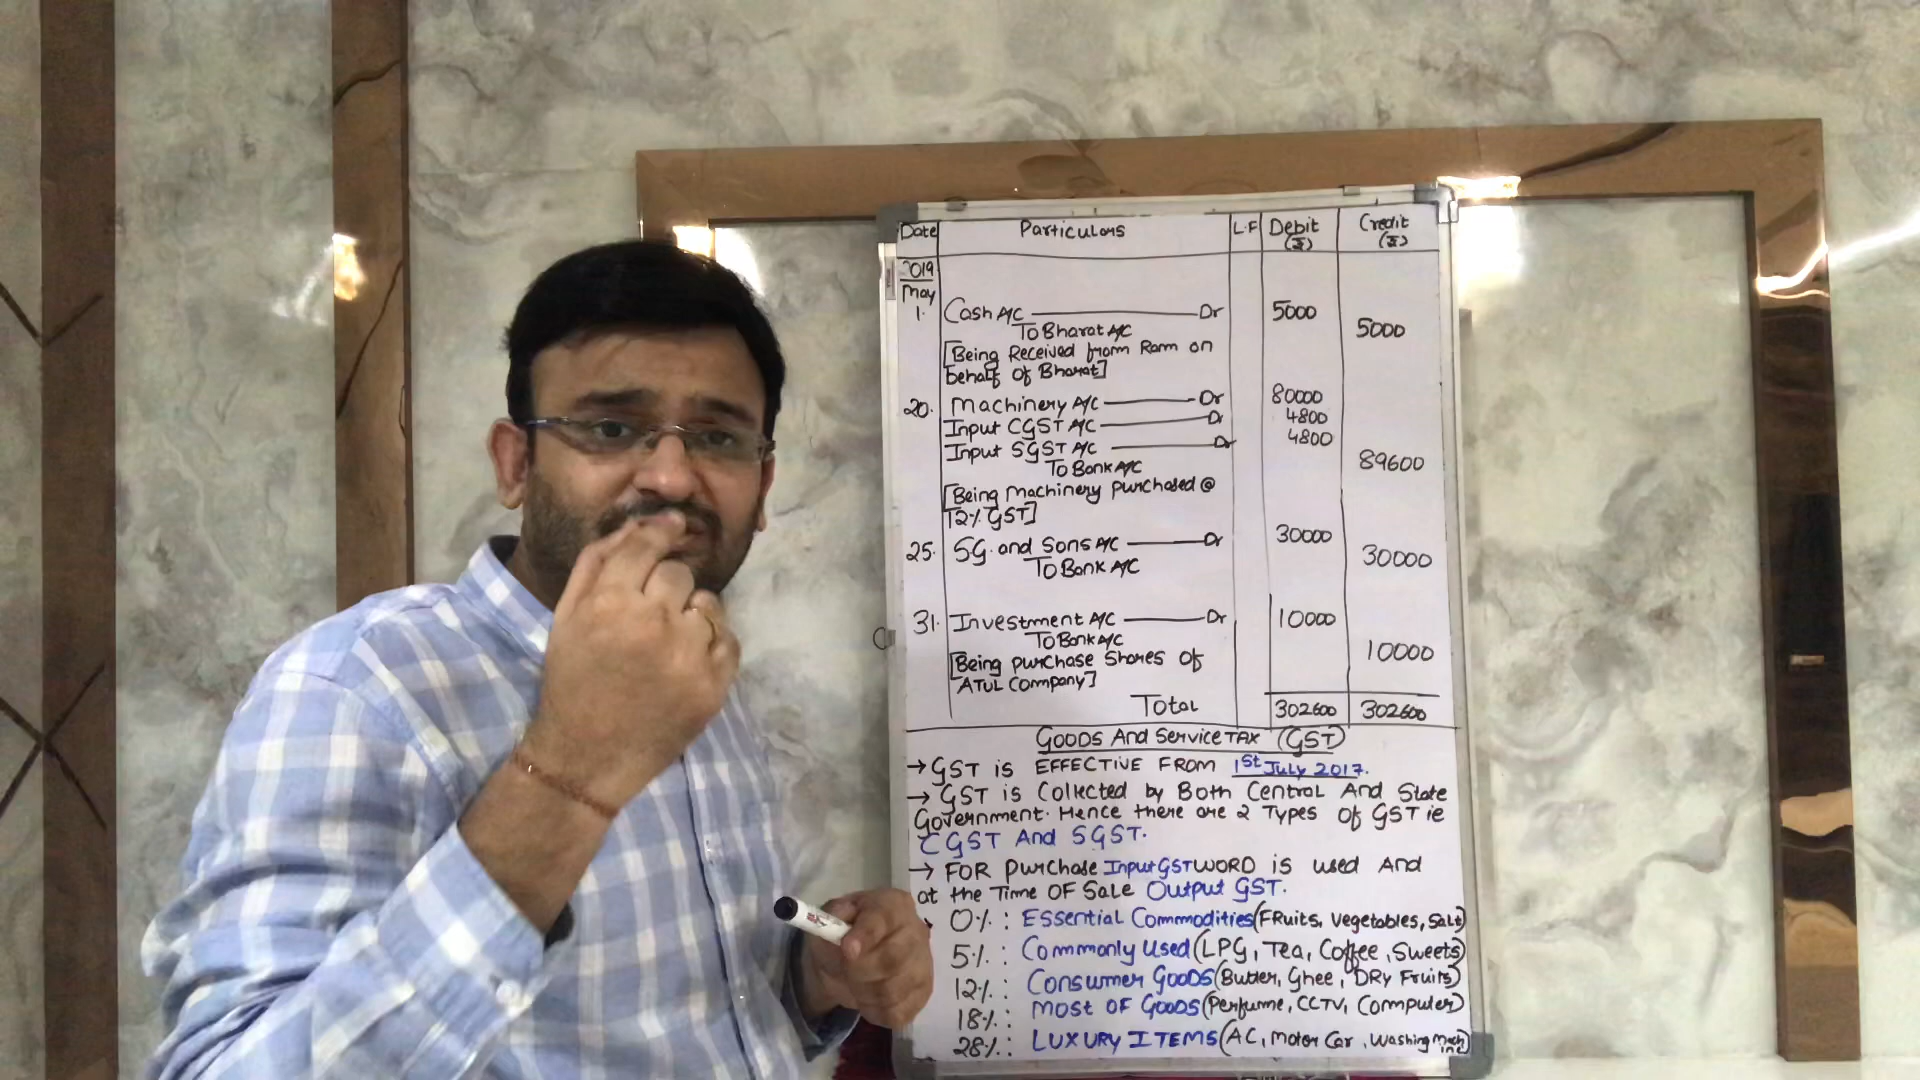 Date Particulars L.F Debit (₹) Credit (₹)
2019
May
1. Cash A/C Dr 5000
To Bharat A/C 5000
[Being Received from Ram on
behalf of Bharat]
20. Machinery A/C Dr 80000
Input CGST A/C Dr 4800
Input SGST A/C Dr 4800
To Bank A/C 89600
[Being Machinery purchased @
12% GST]
25. SG. and Sons A/C Dr 30000
To Bank A/C 30000
31. Investment A/C Dr 10000
To Bank A/C 10000
[Being purchase Shares of
ATUL Company]
Total 302600 302600
GOODS And Service TAX (GST)
→ GST is EFFECTIVE FROM 1st July 2017.
→ GST is Collected by Both Central And State
Government. Hence there are 2 Types of GST ie
CGST And SGST.
→ FOR Purchase Input GST WORD is used And
at the Time OF Sale Output GST.
0%. : ESSential Commodities (FRuits, Vegetables, Salt)
5%. : Commonly Used (LPG, Tea, Coffee, Sweets)
12%. : Consumer GOODS (Butter, Ghee, DRy Fruits)
18%. : MOST OF GOODS (Perfume, CCTV, Computer)
28%. : LUXURY ITEMS (AC, Motor Car, Washing Mach
ine)